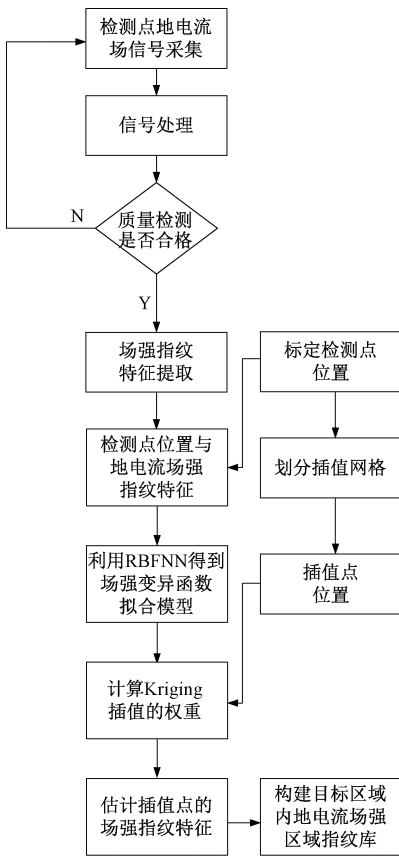 检测点地电流
场信号采集
信号处理
N
质量检测
是否合格
Y
场强指纹
特征提取
标定检测点
位置
检测点位置与
地电流场强
指纹特征
划分插值网格
利用RBFNN得到
场强变异函数
拟合模型
插值点
位置
计算Kriging
插值的权重
估计插值点的
场强指纹特征
构建目标区域
内地电流场强
区域指纹库